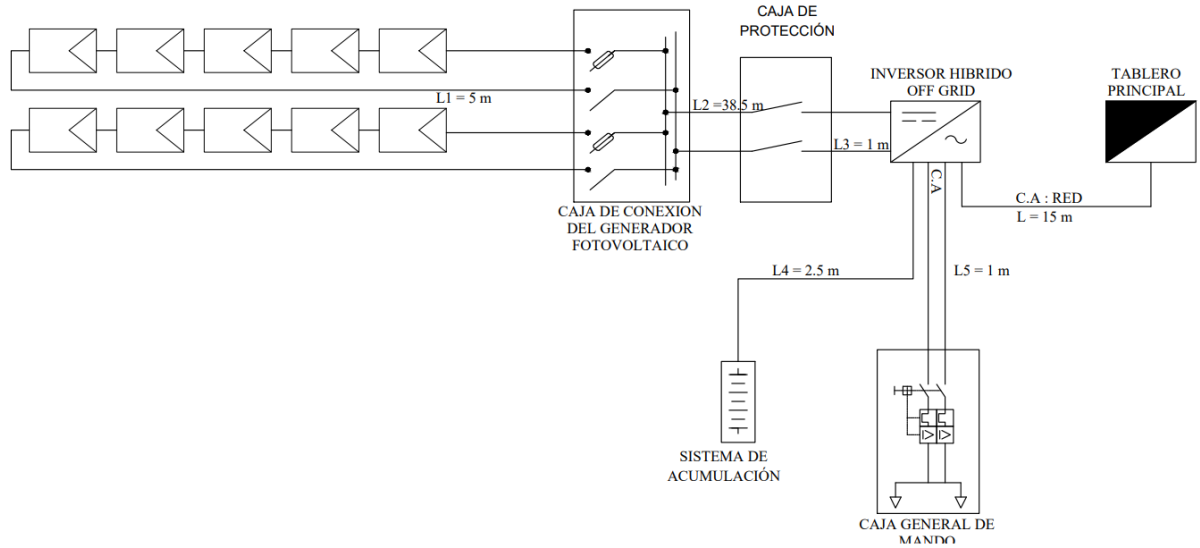 CAJA DE
PROTECCIÓN
INVERSOR HIBRIDO
OFF GRID
TABLERO
PRINCIPAL
L1 = 5 m
L2 =38.5 m
L3 = 1 m
C.A
C.A : RED
L = 15 m
CAJA DE CONEXION
DEL GENERADOR
FOTOVOLTAICO
L4 = 2.5 m
L5 = 1 m
SISTEMA DE
ACUMULACIÓN
CAJA GENERAL DE
MANDO